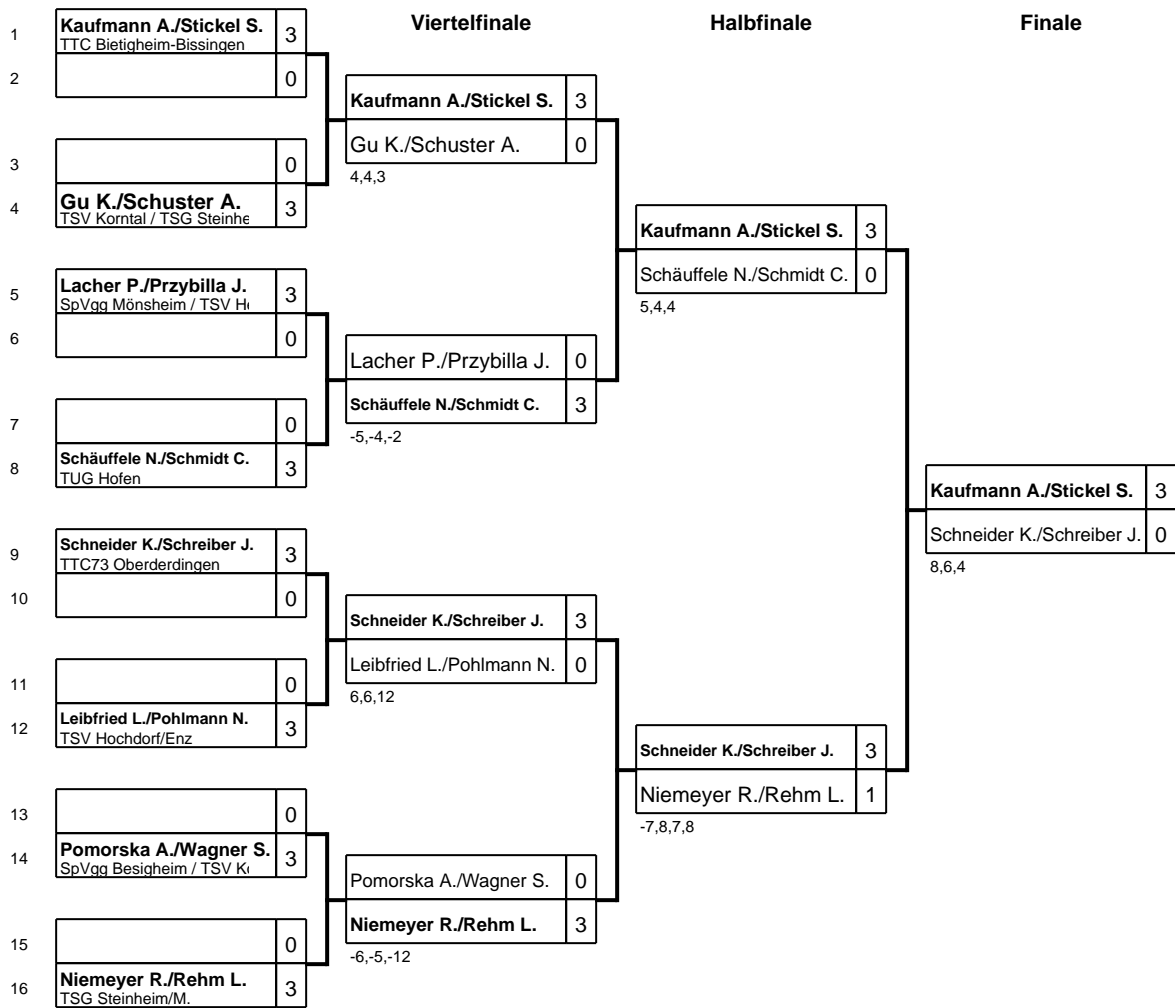 Viertelfinale
Halbfinale
Finale
1
Kaufmann A./Stickel S.
3
TTC Bietigheim-Bissingen
2
0
Kaufmann A./Stickel S.
3
Gu K./Schuster A.
0
4,4,3
3
0
4
Gu K./Schuster A.
3
TSV Korntal / TSG Steinhe
Kaufmann A./Stickel S.
3
Schäuffele N./Schmidt C.
0
5,4,4
5
Lacher P./Przybilla J.
3
SpVgg Mönsheim / TSV He
6
0
Lacher P./Przybilla J.
0
Schäuffele N./Schmidt C.
3
-5,-4,-2
7
0
8
Schäuffele N./Schmidt C.
3
TUG Hofen
Kaufmann A./Stickel S.
3
Schneider K./Schreiber J.
0
8,6,4
9
Schneider K./Schreiber J.
3
TTC73 Oberderdingen
10
0
Schneider K./Schreiber J.
3
Leibfried L./Pohlmann N.
0
6,6,12
11
0
12
Leibfried L./Pohlmann N.
3
TSV Hochdorf/Enz
Schneider K./Schreiber J.
3
Niemeyer R./Rehm L.
1
-7,8,7,8
13
0
14
Pomorska A./Wagner S.
3
SpVgg Besigheim / TSV Ko
Pomorska A./Wagner S.
0
Niemeyer R./Rehm L.
3
-6,-5,-12
15
0
16
Niemeyer R./Rehm L.
3
TSG Steinheim/M.